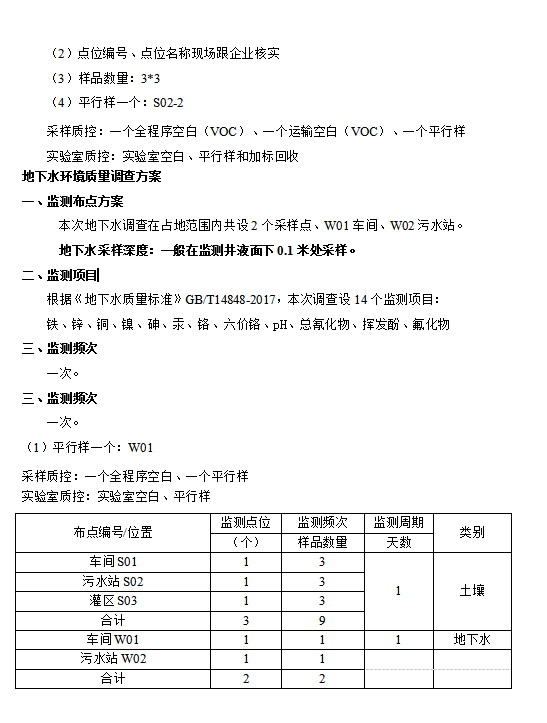 （2）点位编号、点位名称现场跟企业核实
（3）样品数量：3*3
（4）平行样一个：S02-2
采样质控：一个全程序空白（VOC）、一个运输空白（VOC）、一个平行样
实验室质控：实验室空白、平行样和加标回收
地下水环境质量调查方案
一、监测布点方案
本次地下水调查在占地范围内共设 2 个采样点、W01 车间、W02 污水站。
地下水采样深度：一般在监测井液面下 0.1 米处采样。
二、监测项目
根据《地下水质量标准》GB/T14848-2017，本次调查设 14 个监测项目：
铁、锌、铜、镍、砷、汞、铬、六价铬、pH、总氰化物、挥发酚、氟化物
三、监测频次
一次。
三、监测频次
一次。
（1）平行样一个：W01
采样质控：一个全程序空白、一个平行样
实验室质控：实验室空白、平行样
布点编号/位置 监测点位（个） 监测频次 样品数量 监测周期 天数 类别
车间 S01 1 3 1 土壤
污水站 S02 1 3
灌区 S03 1 3
合计 3 9
车间 W01 1 1 1 地下水
污水站 W02 1 1
合计 2 2